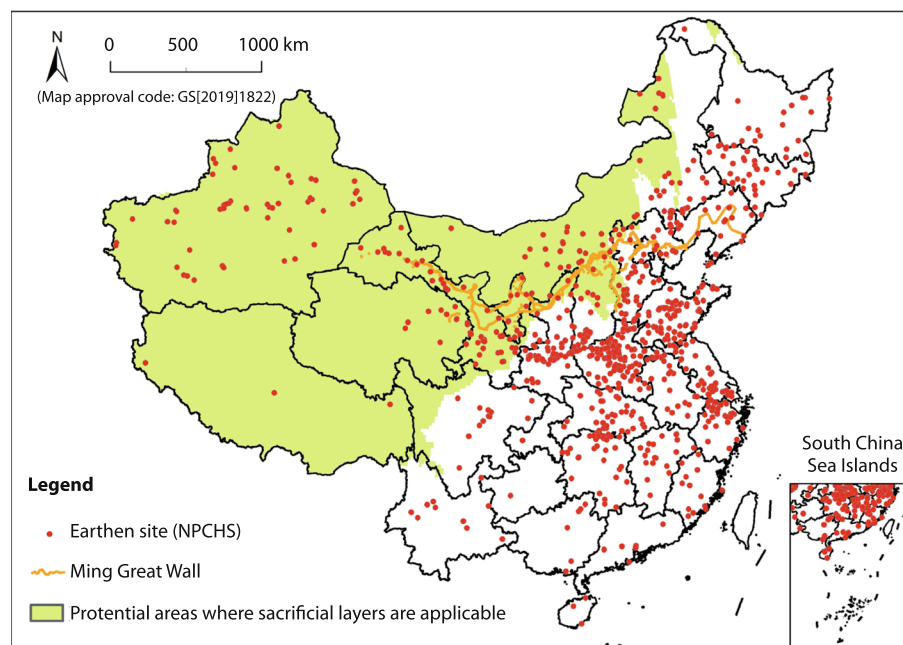 N
0 500 1000 km
(Map approval code: GS[2019]1822)
South China
Sea Islands
Legend
Earthen site (NPCHS)
Ming Great Wall
Protential areas where sacrificial layers are applicable